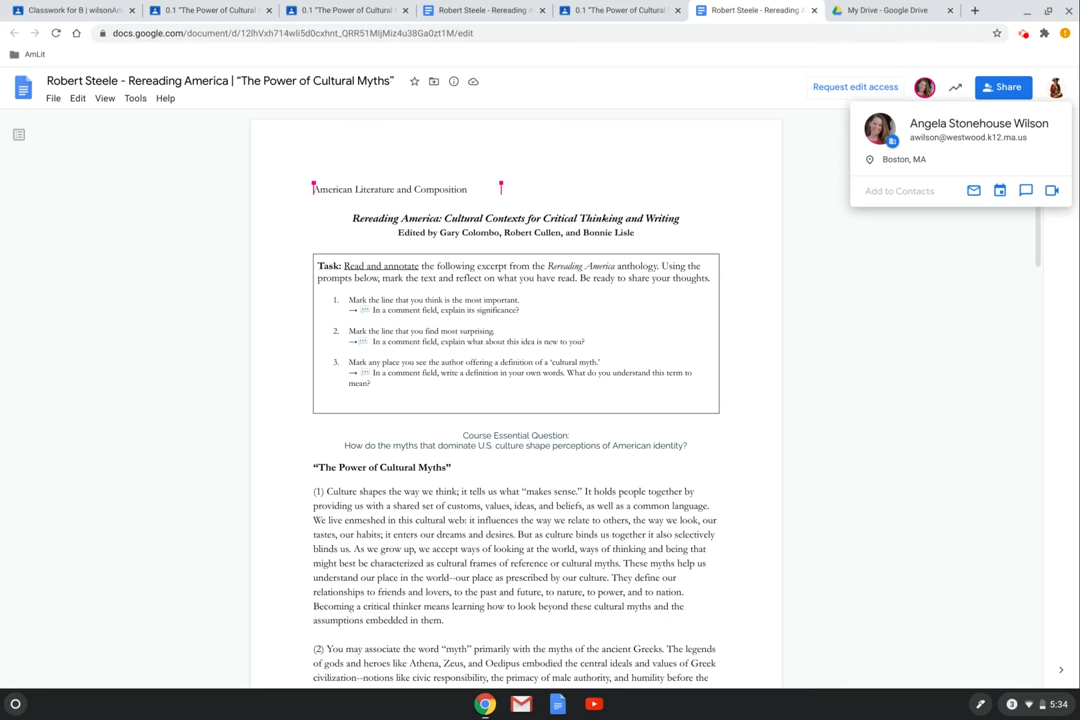 Classwork for B | wilsonAm
0.1 "The Power of Cultural
0.1 "The Power of Cultural
Robert Steele - Rereading A
0.1 "The Power of Cultural
Robert Steele - Rereading A
My Drive - Google Drive
docs.google.com/document/d/12lhVxh714wli5d0cxhnt_QRR51MIjMiz4u38Ga0zt1M/edit
AmLit
Robert Steele - Rereading America | "The Power of Cultural Myths"
Request edit access
Share
File Edit View Tools Help
Angela Stonehouse Wilson
awilson@westwood.k12.ma.us
Boston, MA
Add to Contacts
American Literature and Composition
Rereading America: Cultural Contexts for Critical Thinking and Writing
Edited by Gary Colombo, Robert Cullen, and Bonnie Lisle
Task: Read and annotate the following excerpt from the Rereading America anthology. Using the
prompts below, mark the text and reflect on what you have read. Be ready to share your thoughts.
1. Mark the line that you think is the most important.
→ In a comment field, explain its significance?
2. Mark the line that you find most surprising.
→ In a comment field, explain what about this idea is new to you?
3. Mark any place you see the author offering a definition of a 'cultural myth.'
→ In a comment field, write a definition in your own words. What do you understand this term to
mean?
Course Essential Question:
How do the myths that dominate U.S. culture shape perceptions of American identity?
"The Power of Cultural Myths"
(1) Culture shapes the way we think; it tells us what "makes sense." It holds people together by
providing us with a shared set of customs, values, ideas, and beliefs, as well as a common language.
We live enmeshed in this cultural web: it influences the way we relate to others, the way we look, our
tastes, our habits; it enters our dreams and desires. But as culture binds us together it also selectively
blinds us. As we grow up, we accept ways of looking at the world, ways of thinking and being that
might best be characterized as cultural frames of reference or cultural myths. These myths help us
understand our place in the world--our place as prescribed by our culture. They define our
relationships to friends and lovers, to the past and future, to nature, to power, and to nation.
Becoming a critical thinker means learning how to look beyond these cultural myths and the
assumptions embedded in them.
(2) You may associate the word "myth" primarily with the myths of the ancient Greeks. The legends
of gods and heroes like Athena, Zeus, and Oedipus embodied the central ideals and values of Greek
civilization--notions like civic responsibility, the primacy of male authority, and humility before the
3
5:34